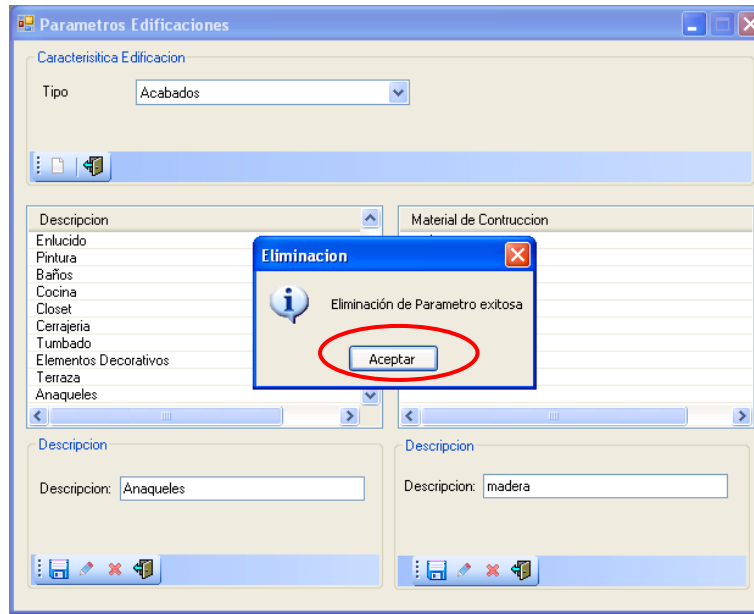 Parametros Edificaciones
Caracterisitica Edificacion
Tipo
Acabados
Descripcion
Material de Contruccion
Enlucido
Pintura
Baños
Cocina
Closet
Cerrajeria
Tumbado
Elementos Decorativos
Terraza
Anaqueles
Eliminacion
Eliminación de Parametro exitosa
Aceptar
Descripcion
Descripcion: Anaqueles
Descripcion
Descripcion: madera